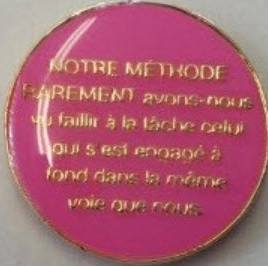 NOTRE MÉTHODE
RAREMENT avons-nous
vu faillir à la tâche celui
qui s'est engagé à
fond dans la même
voie que nous.